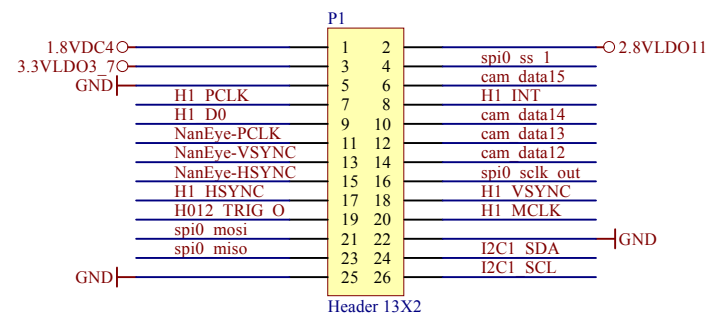 P1
1.8VDC4 1 2 2.8VLDO11
3.3VLDO3_7 3 4 spi0_ss_1
GND 5 6 cam_data15
H1_PCLK 7 8 H1_INT
H1_D0 9 10 cam_data14
NanEye-PCLK 11 12 cam_data13
NanEye-VSYNC 13 14 cam_data12
NanEye-HSYNC 15 16 spi0_sclk_out
H1_HSYNC 17 18 H1_VSYNC
H012_TRIG_O 19 20 H1_MCLK
spi0_mosi 21 22 GND
spi0_miso 23 24 I2C1_SDA
GND 25 26 I2C1_SCL
Header 13X2